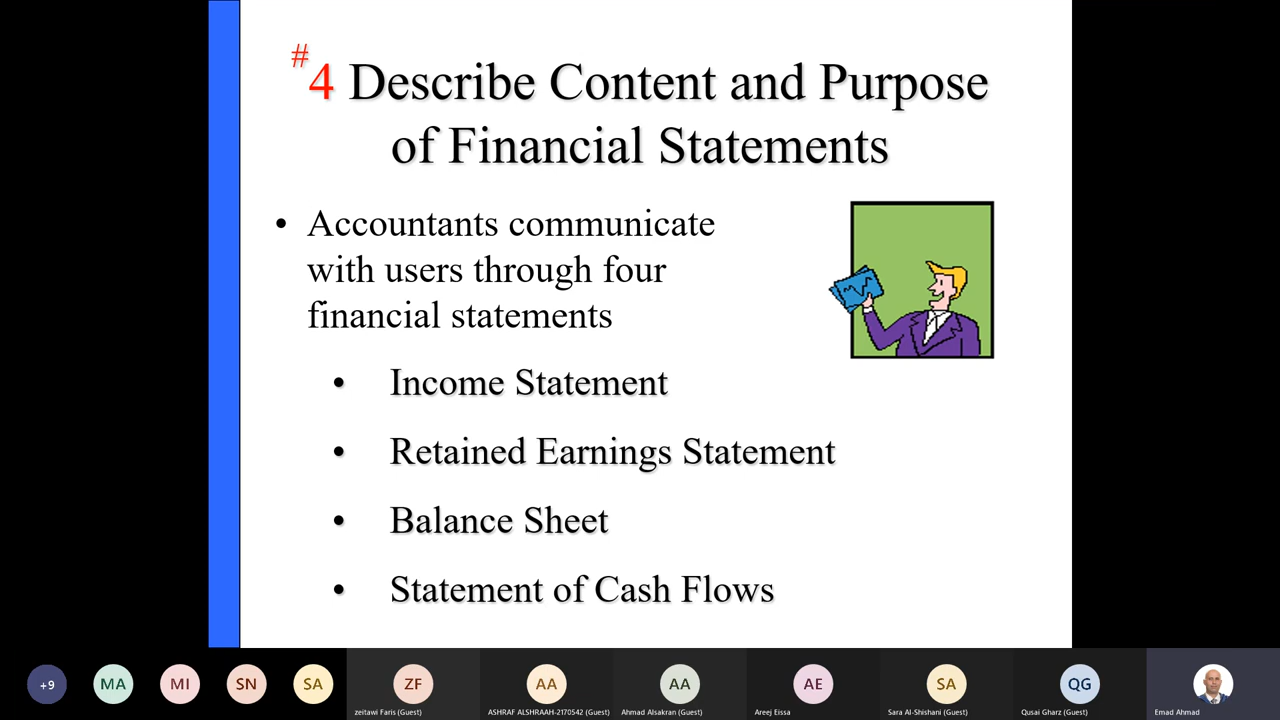 #4 Describe Content and Purpose
of Financial Statements
• Accountants communicate
with users through four
financial statements
• Income Statement
• Retained Earnings Statement
• Balance Sheet
• Statement of Cash Flows
+9 MA MI SN SA ZF AA AA AE SA QG
zeitawi Faris (Guest) ASHRAF ALSHRAAH-2170542 (Guest) Ahmad Alsakran (Guest) Areej Eissa Sara Al-Shishani (Guest) Qusai Gharz (Guest) Emad Ahmad